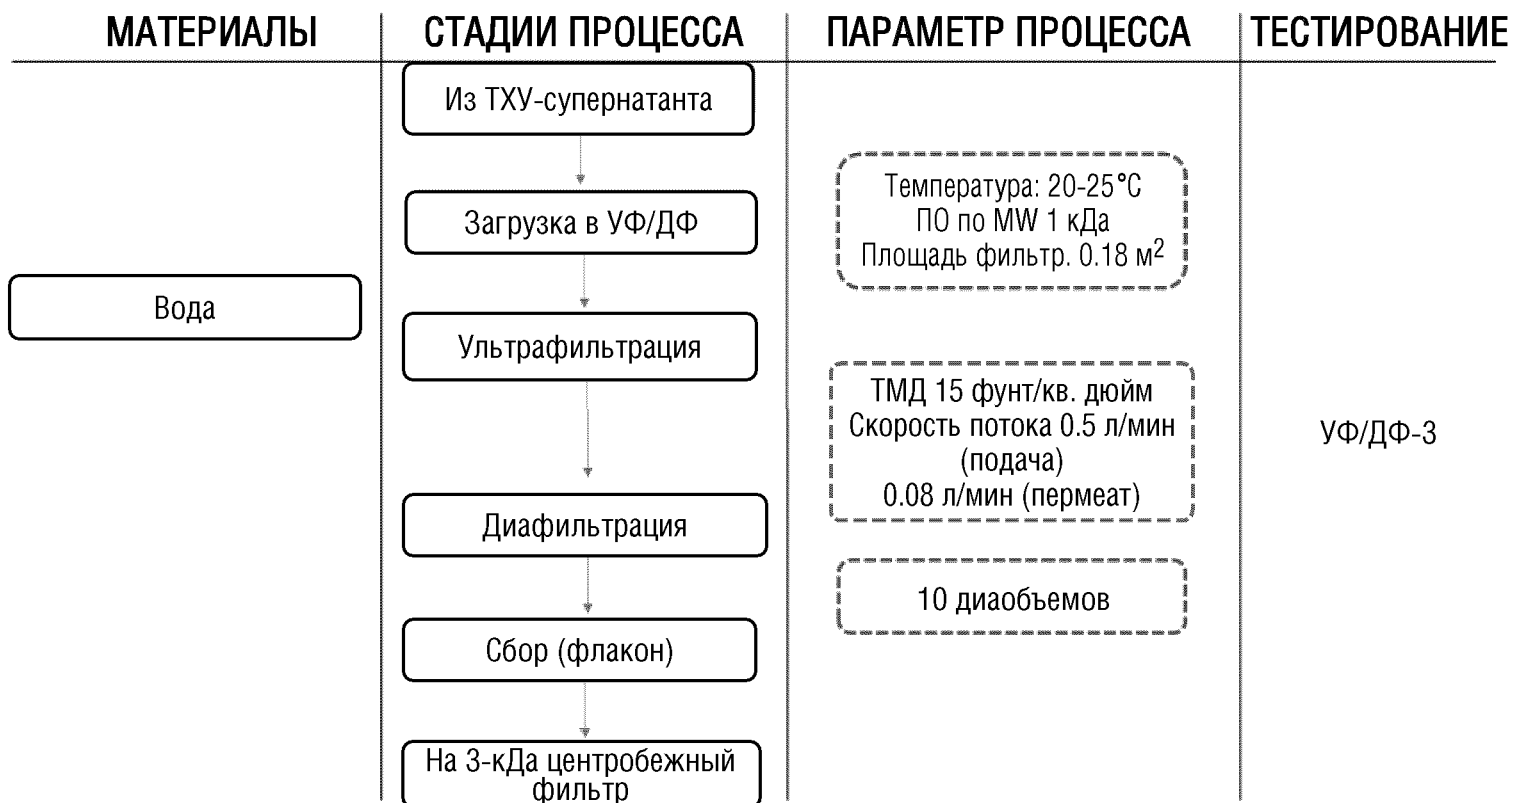 МАТЕРИАЛЫ
СТАДИИ ПРОЦЕССА
ПАРАМЕТР ПРОЦЕССА
ТЕСТИРОВАНИЕ
Из ТХУ-супернатанта
Температура: 20-25°C
ПО по MW 1 кДа
Площадь фильтр. 0.18 м²
Загрузка в УФ/ДФ
Вода
Ультрафильтрация
ТМД 15 фунт/кв. дюйм
Скорость потока 0.5 л/мин
(подача)
0.08 л/мин (пермеат)
УФ/ДФ-3
Диафильтрация
10 диаобъемов
Сбор (флакон)
На 3-кДа центробежный
фильтр